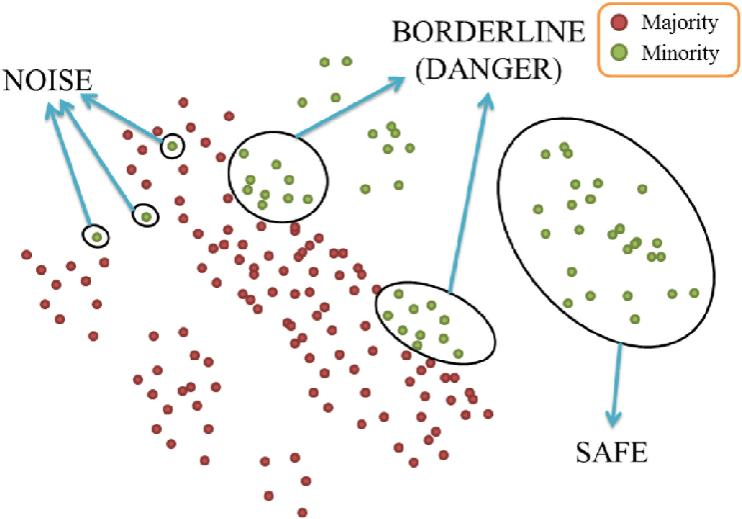 BORDERLINE
(DANGER)
Majority
Minority
NOISE
SAFE